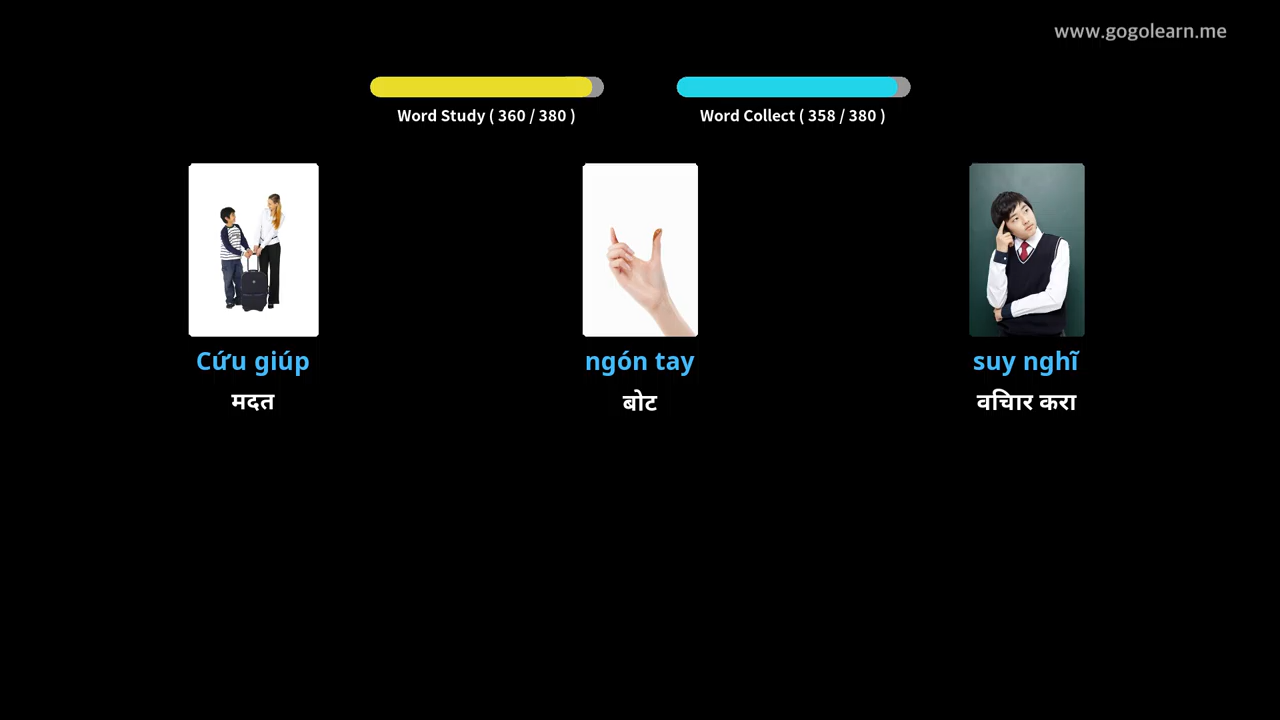 www.gogolearn.me
Word Study ( 360 / 380 )
Word Collect ( 358 / 380 )
Cứu giúp
ngón tay
suy nghĩ
मदत
बोट
वचािर करा